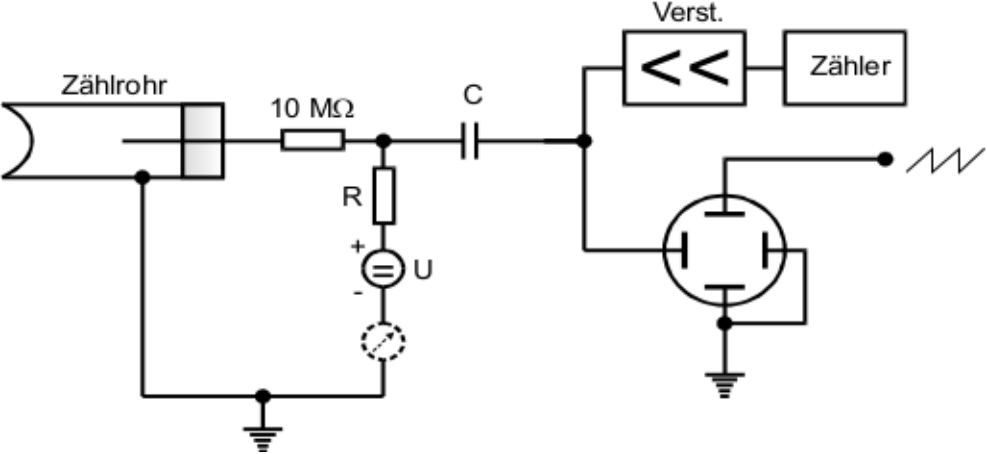 Verst.
<<
Zähler
Zählrohr
10 MΩ
C
R
+
=
U
-